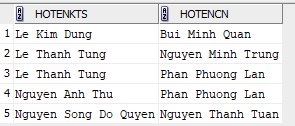 HOTENKTS HOTENCN
1 Le Kim Dung Bui Minh Quan
2 Le Thanh Tung Nguyen Minh Trung
3 Le Thanh Tung Phan Phuong Lan
4 Nguyen Anh Thu Phan Phuong Lan
5 Nguyen Song Do Quyen Nguyen Thanh Tuan